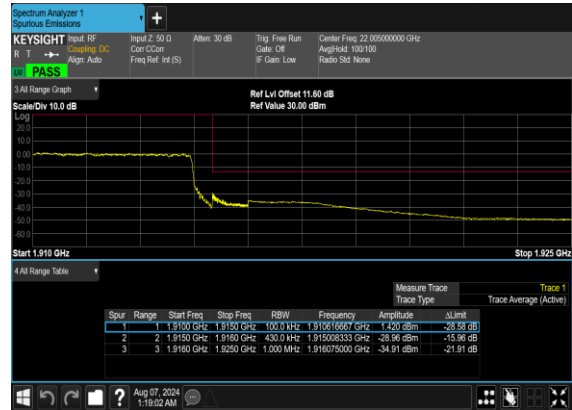 Spectrum Analyzer 1
Spurious Emissions
+
KEYSIGHT Input: RF Input Z: 50 Ω Atten: 30 dB Trig: Free Run Center Freq: 22.005000000 GHz
R T Coupling: DC Corr CCorr Gate: Off Avg|Hold: 100/100
Align: Auto Freq Ref: Int (S) IF Gain: Low Radio Std: None
PASS
3 All Range Graph
Ref Lvl Offset 11.60 dB
Scale/Div 10.0 dB Ref Value 30.00 dBm
Log
20.0
10.0
0.00
-10.0
-20.0
-30.0
-40.0
-50.0
-60.0
Start 1.910 GHz Stop 1.925 GHz
4 All Range Table
Measure Trace Trace 1
Trace Type Trace Average (Active)
Spur Range Start Freq Stop Freq RBW Frequency Amplitude ΔLimit
1 1 1.9100 GHz 1.9150 GHz 100.0 kHz 1.910616667 GHz 1.420 dBm -28.58 dB
2 2 1.9150 GHz 1.9160 GHz 430.0 kHz 1.915008333 GHz -28.96 dBm -15.96 dB
3 3 1.9160 GHz 1.9250 GHz 1.000 MHz 1.916075000 GHz -34.91 dBm -21.91 dB
? Aug 07, 2024
1:19:02 AM